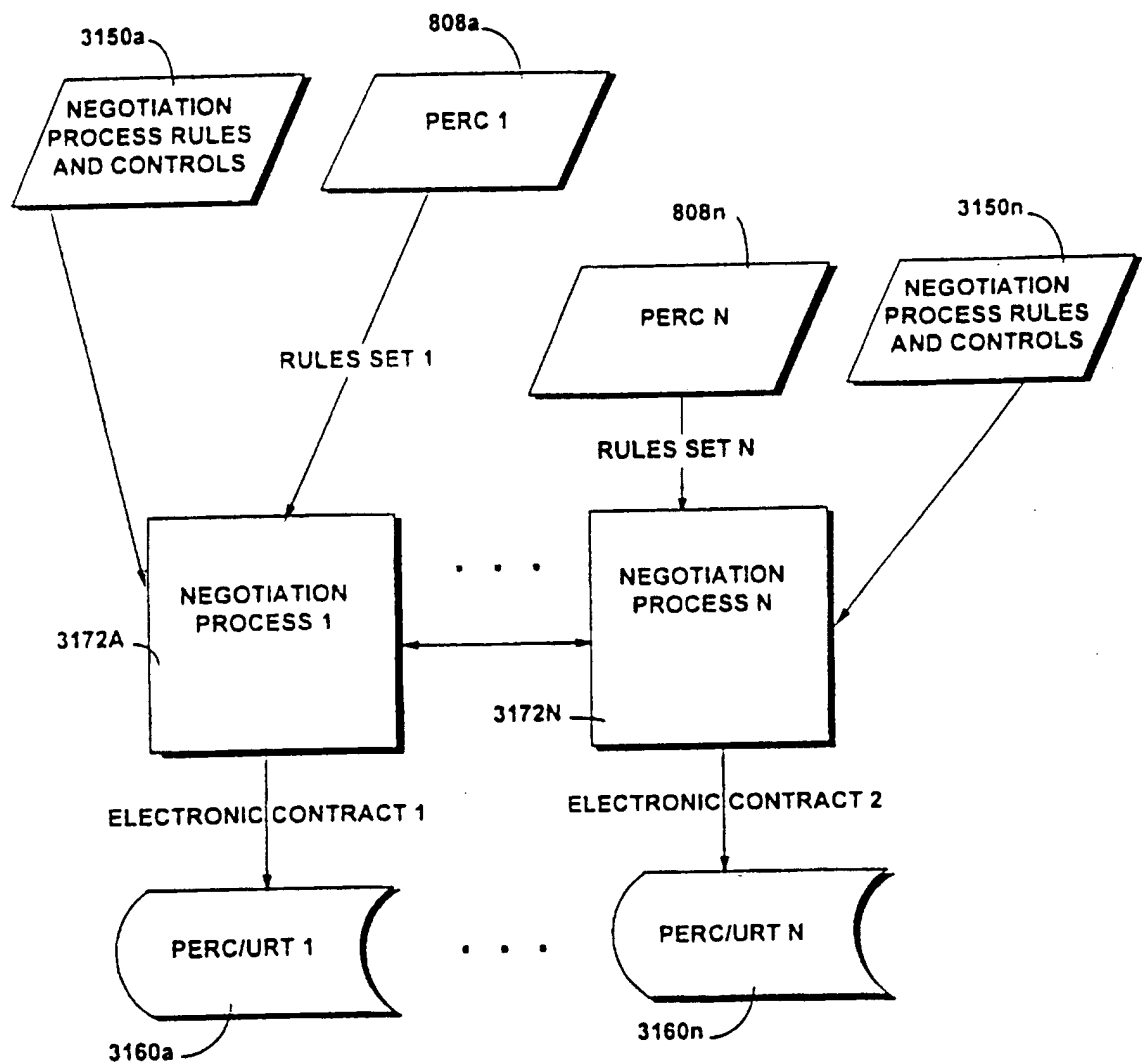 3150a
808a
NEGOTIATION
PROCESS RULES
AND CONTROLS
PERC 1
808n
3150n
PERC N
NEGOTIATION
PROCESS RULES
AND CONTROLS
RULES SET 1
RULES SET N
NEGOTIATION
PROCESS 1
. . .
NEGOTIATION
PROCESS N
3172A
3172N
ELECTRONIC CONTRACT 1
ELECTRONIC CONTRACT 2
PERC/URT 1
. . .
PERC/URT N
3160a
3160n